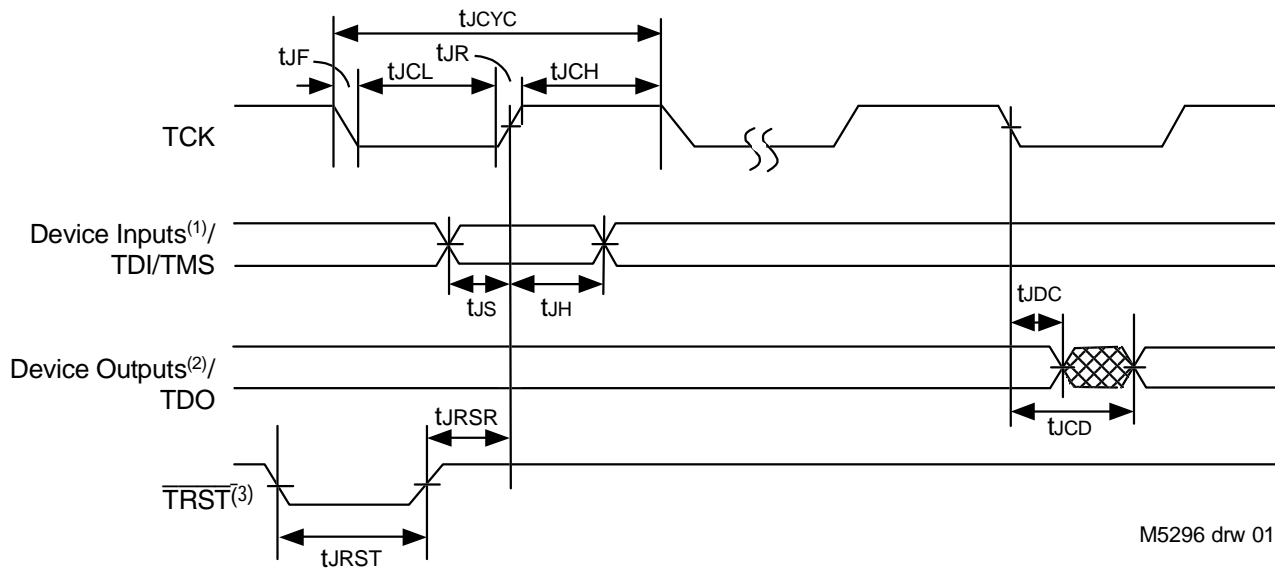 tJCYC
tJF
tJR
tJCL
tJCH
TCK
Device Inputs(1)/
TDI/TMS
tJS
tJH
tJDC
Device Outputs(2)/
TDO
tJRSR
tJCD
TRST(3)
tJRST
M5296 drw 01